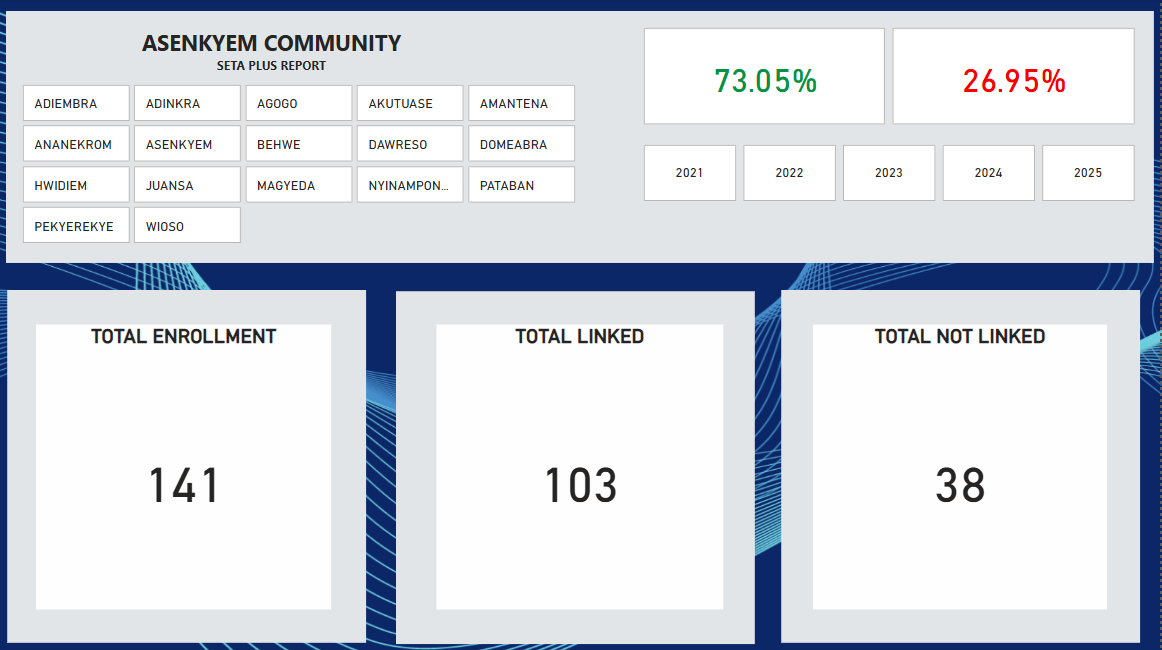 ASENKYEM COMMUNITY
SETA PLUS REPORT
ADIEMBRA ADINKRA AGOGO AKUTUASE AMANTENA
ANANEKROM ASENKYEM BEHWE DAWRESO DOMEABRA
HWIDIEM JUANSA MAGYEDA NYINAMPON... PATABAN
PEKYEREKYE WIOSO
73.05% 26.95%
2021 2022 2023 2024 2025
TOTAL ENROLLMENT
141
TOTAL LINKED
103
TOTAL NOT LINKED
38